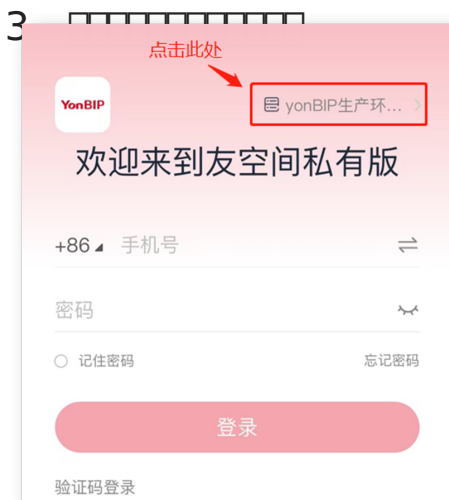 3
点击此处
YonBIP
yonBIP生产环...
欢迎来到友空间私有版
+86 手机号
密码
记住密码 忘记密码
登录
验证码登录